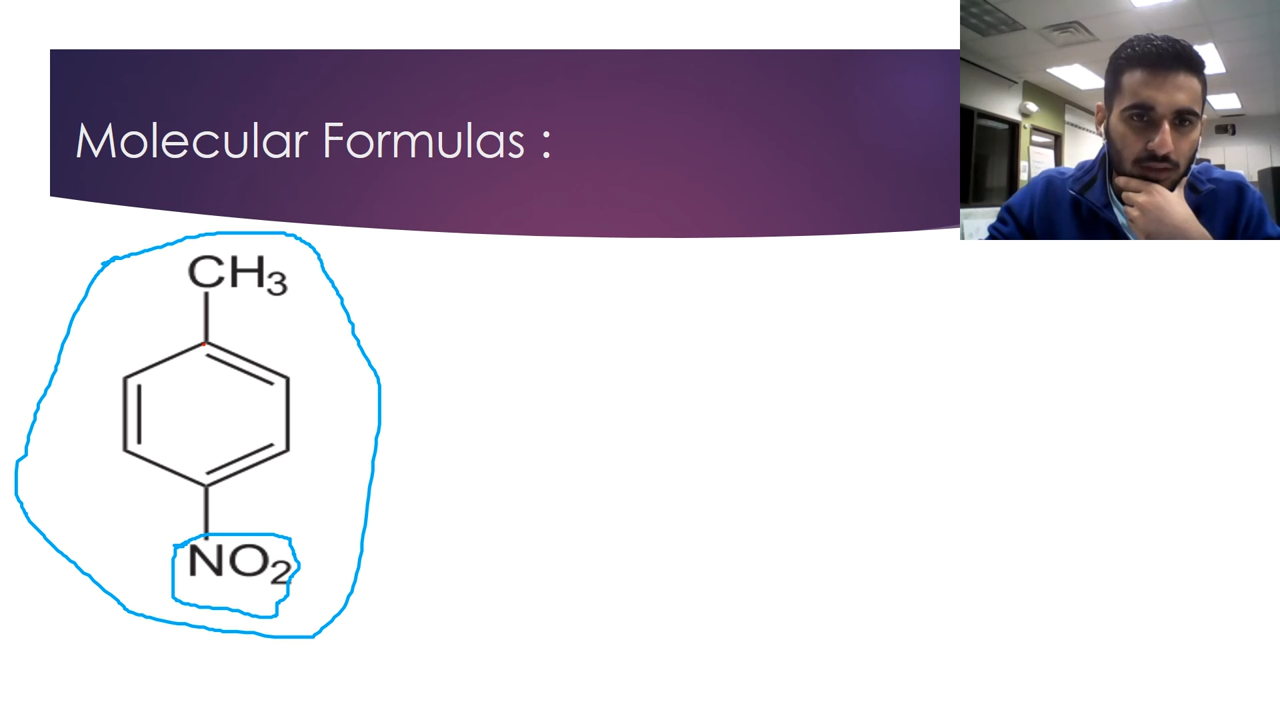 Molecular Formulas :
CH₃
NO₂